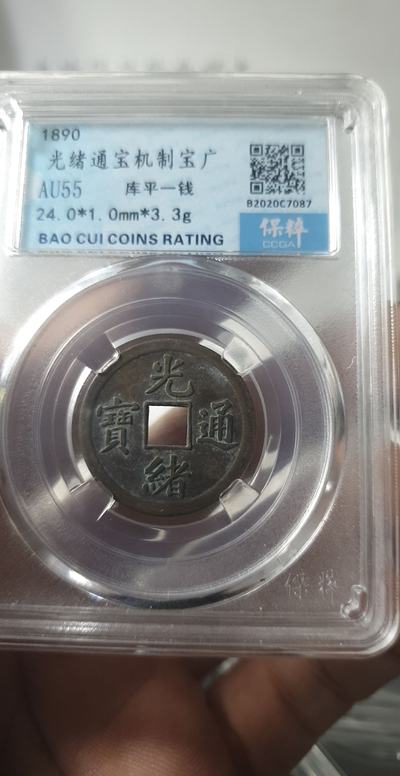 1890
光绪通宝机制宝广
AU55 库平一钱
24.0*1.0mm*3.3g
BAO CUI COINS RATING
B2020C7087
保粹
CCGA
光
寶 通
緒
保粹